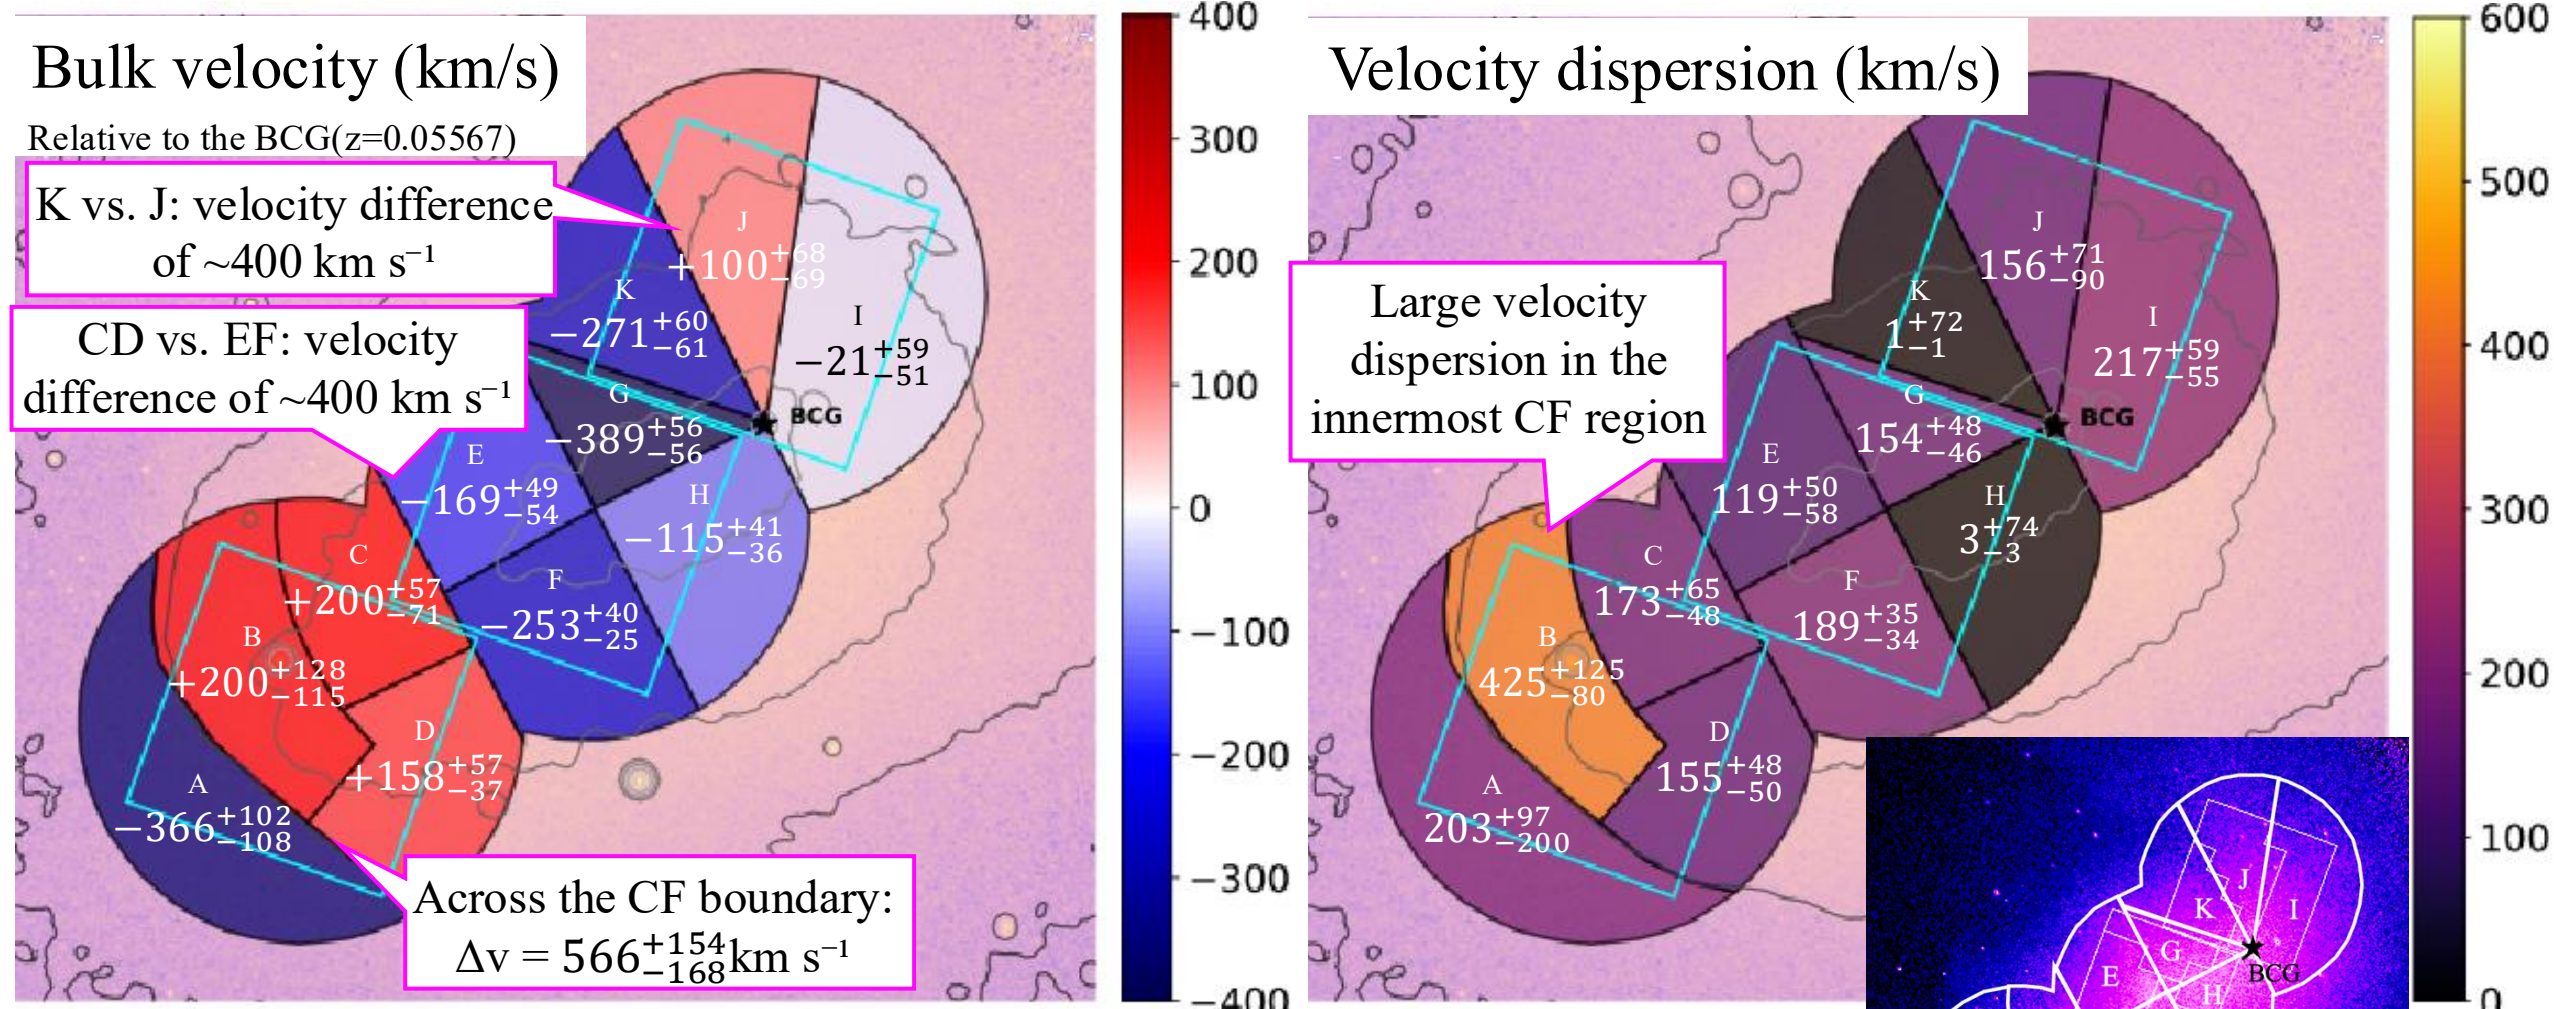 Bulk velocity (km/s)
Relative to the BCG(z=0.05567)
K vs. J: velocity difference
of ~400 km s⁻¹
CD vs. EF: velocity
difference of ~400 km s⁻¹
J
+100 +68 −69
K
−271 +60 −61
I
−21 +59 −51
G
−389 +56 −56
BCG
E
−169 +49 −54
H
−115 +41 −36
C
+200 +57 −71
F
−253 +40 −25
B
+200 +128 −115
D
+158 +57 −37
A
−366 +102 −108
Across the CF boundary:
Δv = 566 +154 −168 km s⁻¹
400
300
200
100
0
−100
−200
−300
−400
Velocity dispersion (km/s)
Large velocity
dispersion in the
innermost CF region
J
156 +71 −90
K
1 +72 −1
I
217 +59 −55
G
154 +48 −46
BCG
E
119 +50 −58
H
3 +74 −3
C
173 +65 −48
F
189 +35 −34
B
425 +125 −80
D
155 +48 −50
A
203 +97 −200
J
K
I
G
BCG
E
H
600
500
400
300
200
100
0